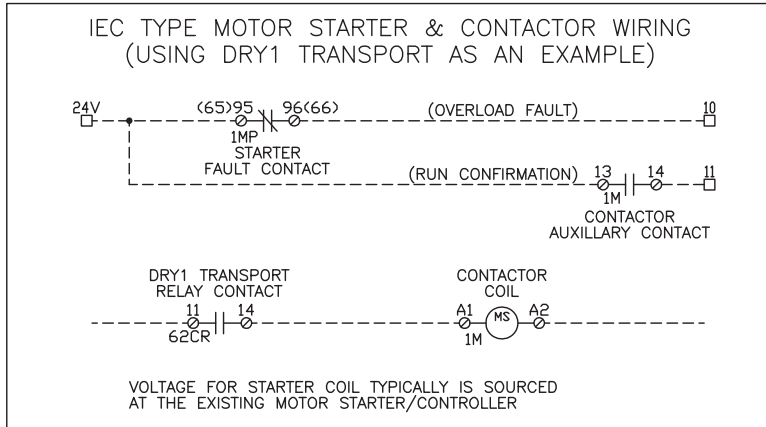 IEC TYPE MOTOR STARTER & CONTACTOR WIRING
(USING DRY1 TRANSPORT AS AN EXAMPLE)
24V (65)95 96(66) (OVERLOAD FAULT) 10
1MP
STARTER
FAULT CONTACT
(RUN CONFIRMATION) 13 14 11
1M
CONTACTOR
AUXILLARY CONTACT
DRY1 TRANSPORT
RELAY CONTACT
11 14
62CR
CONTACTOR
COIL
A1 MS A2
1M
VOLTAGE FOR STARTER COIL TYPICALLY IS SOURCED
AT THE EXISTING MOTOR STARTER/CONTROLLER